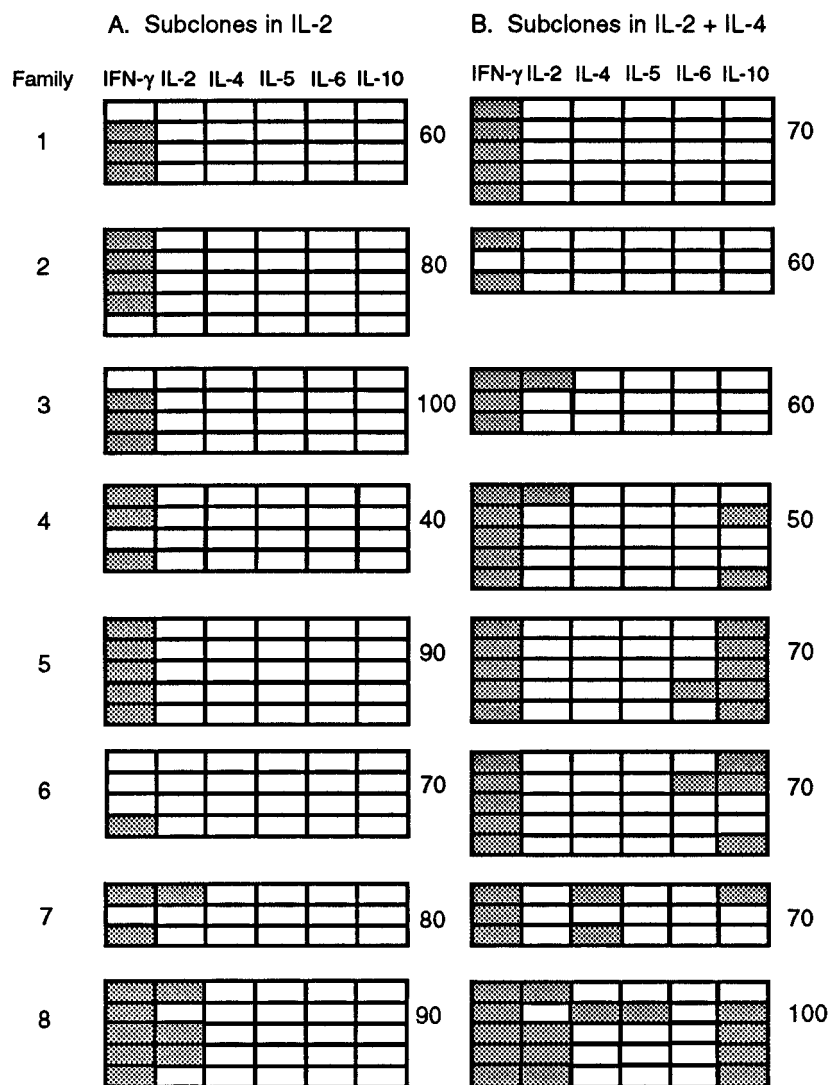 A. Subclones in IL-2
B. Subclones in IL-2 + IL-4
Family IFN-γ IL-2 IL-4 IL-5 IL-6 IL-10
IFN-γ IL-2 IL-4 IL-5 IL-6 IL-10
1 60 70
2 80 60
3 100 60
4 40 50
5 90 70
6 70 70
7 80 70
8 90 100